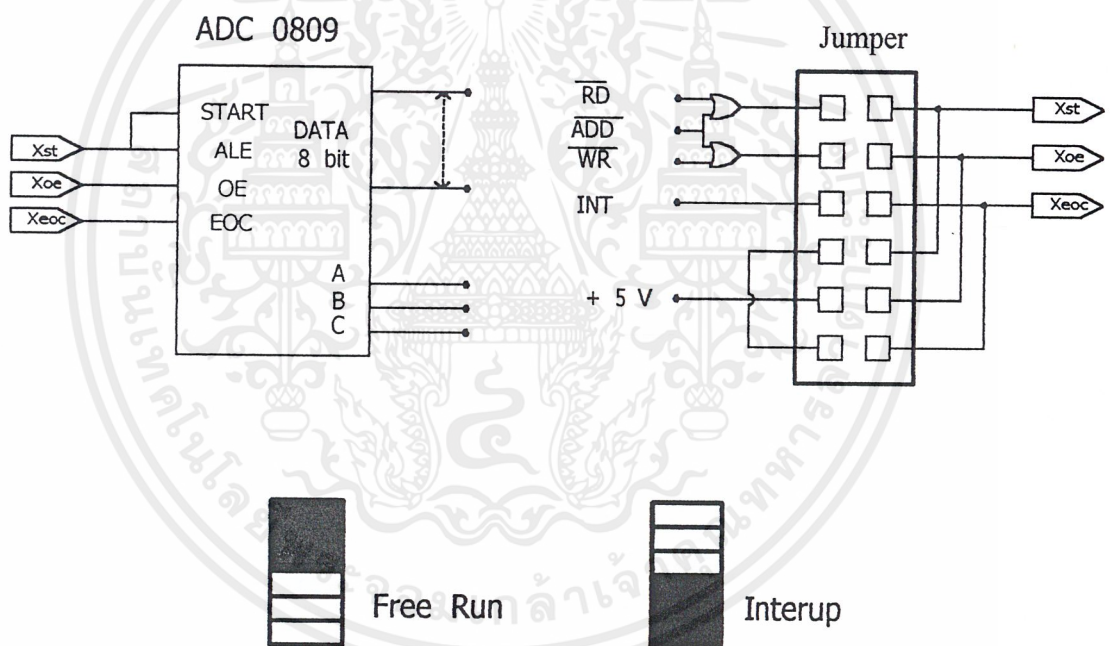 ADC 0809
Jumper
START
ALE
OE
EOC
DATA
8 bit
A
B
C
Xst
Xoe
Xeoc
RD
ADD
WR
INT
+ 5 V
Xst
Xoe
Xeoc
Free Run
Interup